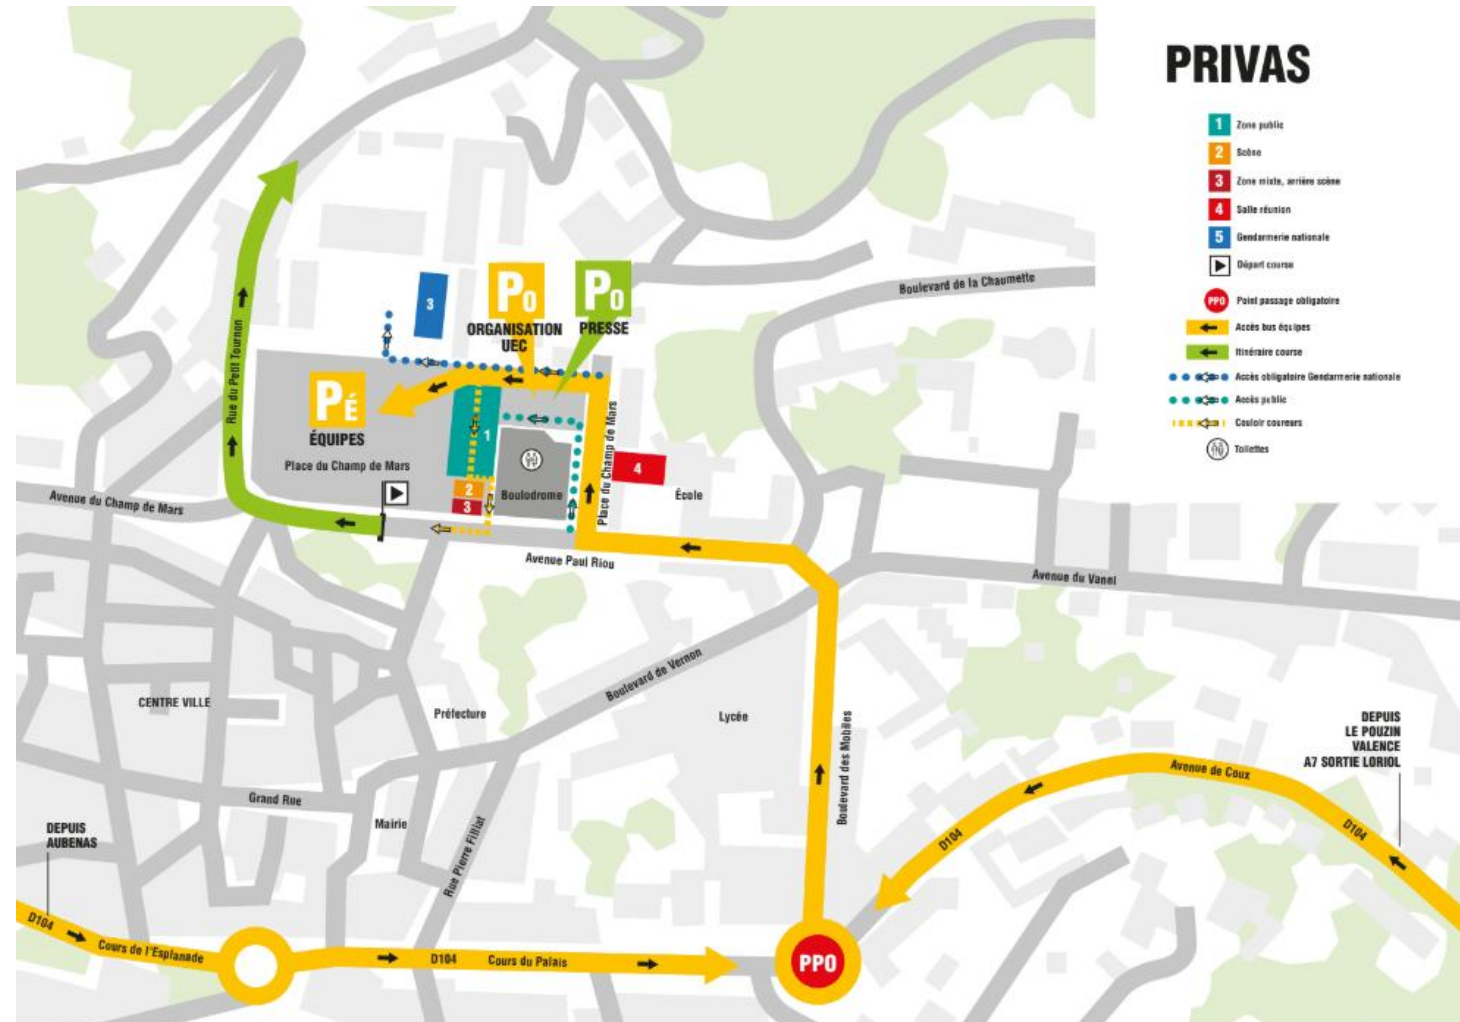 PRIVAS
1 Zone public
2 Scène
3 Zone mixte, arrière scène
4 Salle réunion
5 Gendarmerie nationale
Départ course
PPO Point passage obligatoire
Accès bus équipes
Itinéraire course
Accès obligatoire Gendarmerie nationale
Accès public
Couloir coureurs
Toilettes
Boulevard de la Chaumette
3
PO
ORGANISATION
UEC
PO
PRESSE
Rue du Petit Tournon
PÉ
ÉQUIPES
Place du Champ de Mars
1
2
3
Boulodrome
Place du Champ de Mars
4
École
Avenue du Champ de Mars
Avenue Paul Riou
Avenue du Vanel
Boulevard de Vernon
CENTRE VILLE
Préfecture
Lycée
Boulevard des Mobiles
DEPUIS
LE POUZIN
VALENCE
A7 SORTIE LORIOL
Avenue de Coux
D104
D104
Grand Rue
Mairie
Rue Pierre Filliat
DEPUIS
AUBENAS
D104
Cours de l'Esplanade
D104
Cours du Palais
PPO